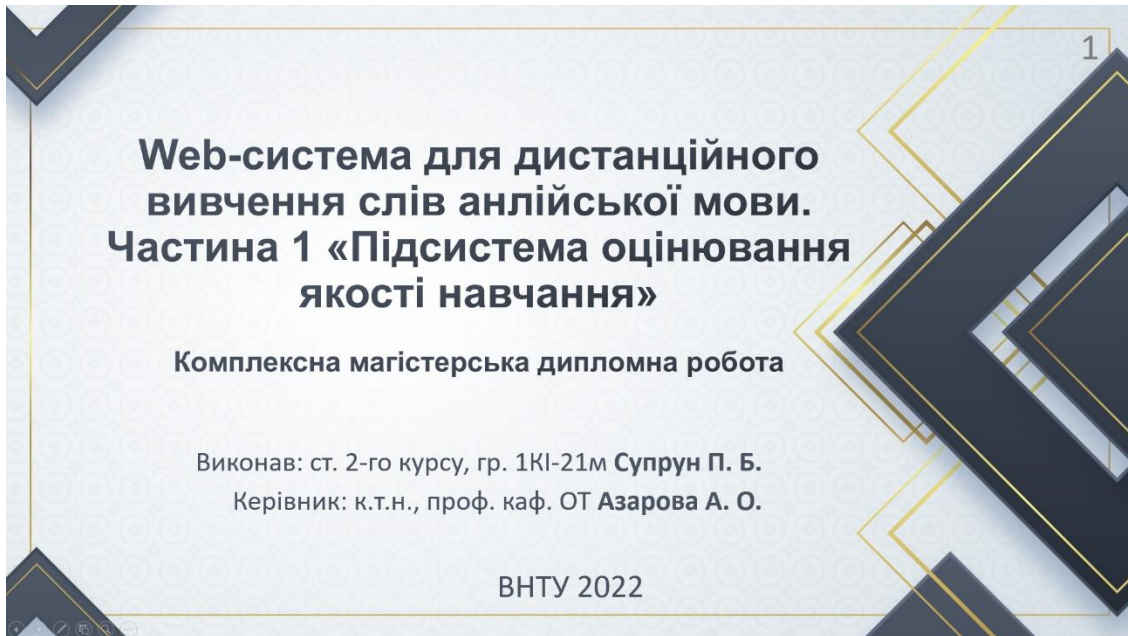 1
Web-система для дистанційного
вивчення слів анлійської мови.
Частина 1 «Підсистема оцінювання
якості навчання»
Комплексна магістерська дипломна робота
Виконав: ст. 2-го курсу, гр. 1КІ-21м Супрун П. Б.
Керівник: к.т.н., проф. каф. ОТ Азарова А. О.
ВНТУ 2022